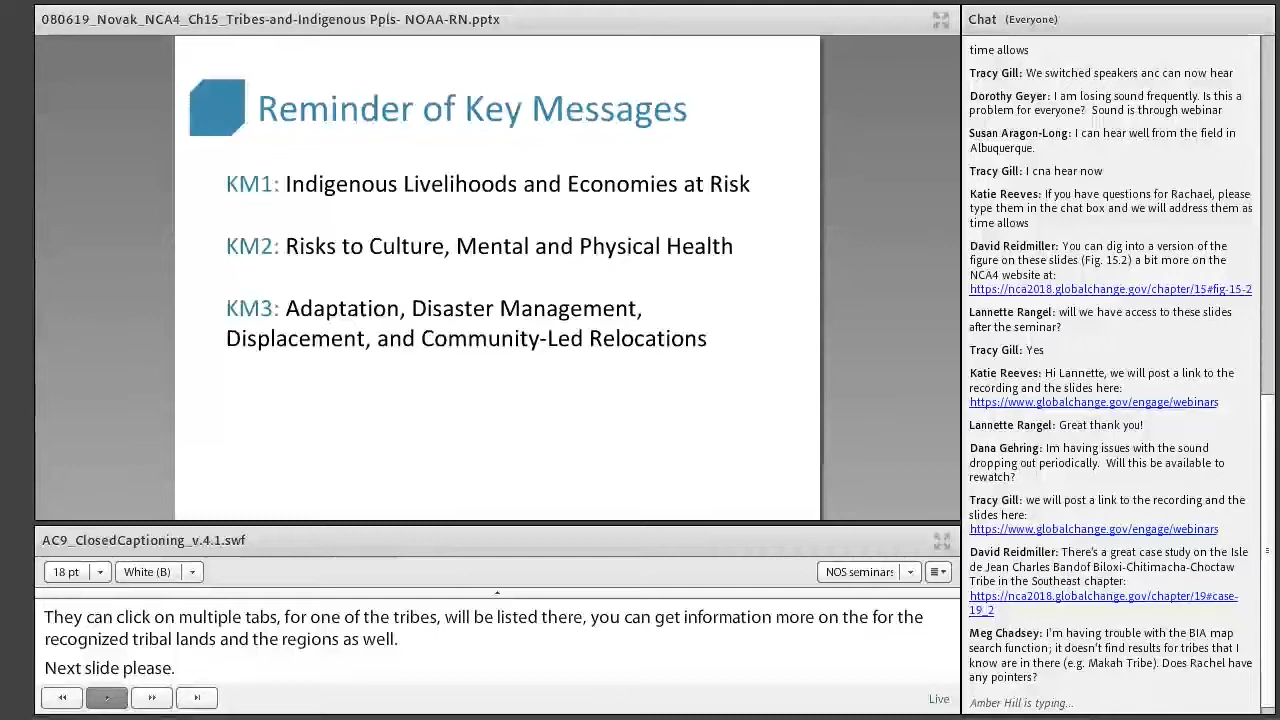 080619_Novak_NCA4_Ch15_Tribes-and-Indigenous Ppls- NOAA-RN.pptx
Reminder of Key Messages
KM1: Indigenous Livelihoods and Economies at Risk
KM2: Risks to Culture, Mental and Physical Health
KM3: Adaptation, Disaster Management,
Displacement, and Community-Led Relocations
AC9_ClosedCaptioning_v.4.1.swf
18 pt
White (B)
NOS seminars
They can click on multiple tabs, for one of the tribes, will be listed there, you can get information more on the for the
recognized tribal lands and the regions as well.
Next slide please.
Live
Chat (Everyone)
time allows
Tracy Gill: We switched speakers anc can now hear
Dorothy Geyer: I am losing sound frequently. Is this a
problem for everyone? Sound is through webinar
Susan Aragon-Long: I can hear well from the field in
Albuquerque.
Tracy Gill: I cna hear now
Katie Reeves: If you have questions for Rachael, please
type them in the chat box and we will address them as
time allows
David Reidmiller: You can dig into a version of the
figure on these slides (Fig. 15.2) a bit more on the
NCA4 website at:
https://nca2018.globalchange.gov/chapter/15#fig-15-2
Lannette Rangel: will we have access to these slides
after the seminar?
Tracy Gill: Yes
Katie Reeves: Hi Lannette, we will post a link to the
recording and the slides here:
https://www.globalchange.gov/engage/webinars
Lannette Rangel: Great thank you!
Dana Gehring: Im having issues with the sound
dropping out periodically. Will this be available to
rewatch?
Tracy Gill: we will post a link to the recording and the
slides here:
https://www.globalchange.gov/engage/webinars
David Reidmiller: There's a great case study on the Isle
de Jean Charles Bandof Biloxi-Chitimacha-Choctaw
Tribe in the Southeast chapter:
https://nca2018.globalchange.gov/chapter/19#case-
19_2
Meg Chadsey: I'm having trouble with the BIA map
search function; it doesn't find results for tribes that I
know are in there (e.g. Makah Tribe). Does Rachel have
any pointers?
Amber Hill is typing...